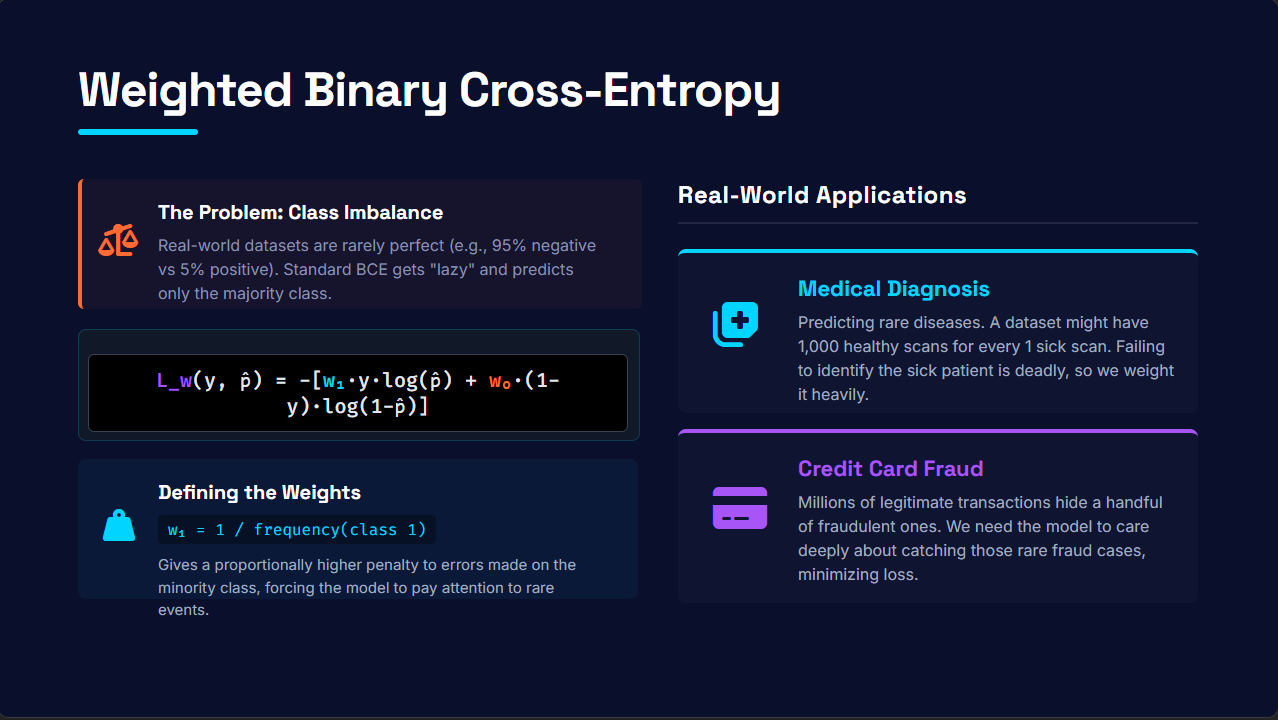 Weighted Binary Cross-Entropy
The Problem: Class Imbalance
Real-world datasets are rarely perfect (e.g., 95% negative
vs 5% positive). Standard BCE gets "lazy" and predicts
only the majority class.
L_w(y, p̂) = -[w₁·y·log(p̂) + w₀·(1-
y)·log(1-p̂)]
Defining the Weights
w₁ = 1 / frequency(class 1)
Gives a proportionally higher penalty to errors made on the
minority class, forcing the model to pay attention to rare
events.
Real-World Applications
Medical Diagnosis
Predicting rare diseases. A dataset might have
1,000 healthy scans for every 1 sick scan. Failing
to identify the sick patient is deadly, so we weight
it heavily.
Credit Card Fraud
Millions of legitimate transactions hide a handful
of fraudulent ones. We need the model to care
deeply about catching those rare fraud cases,
minimizing loss.